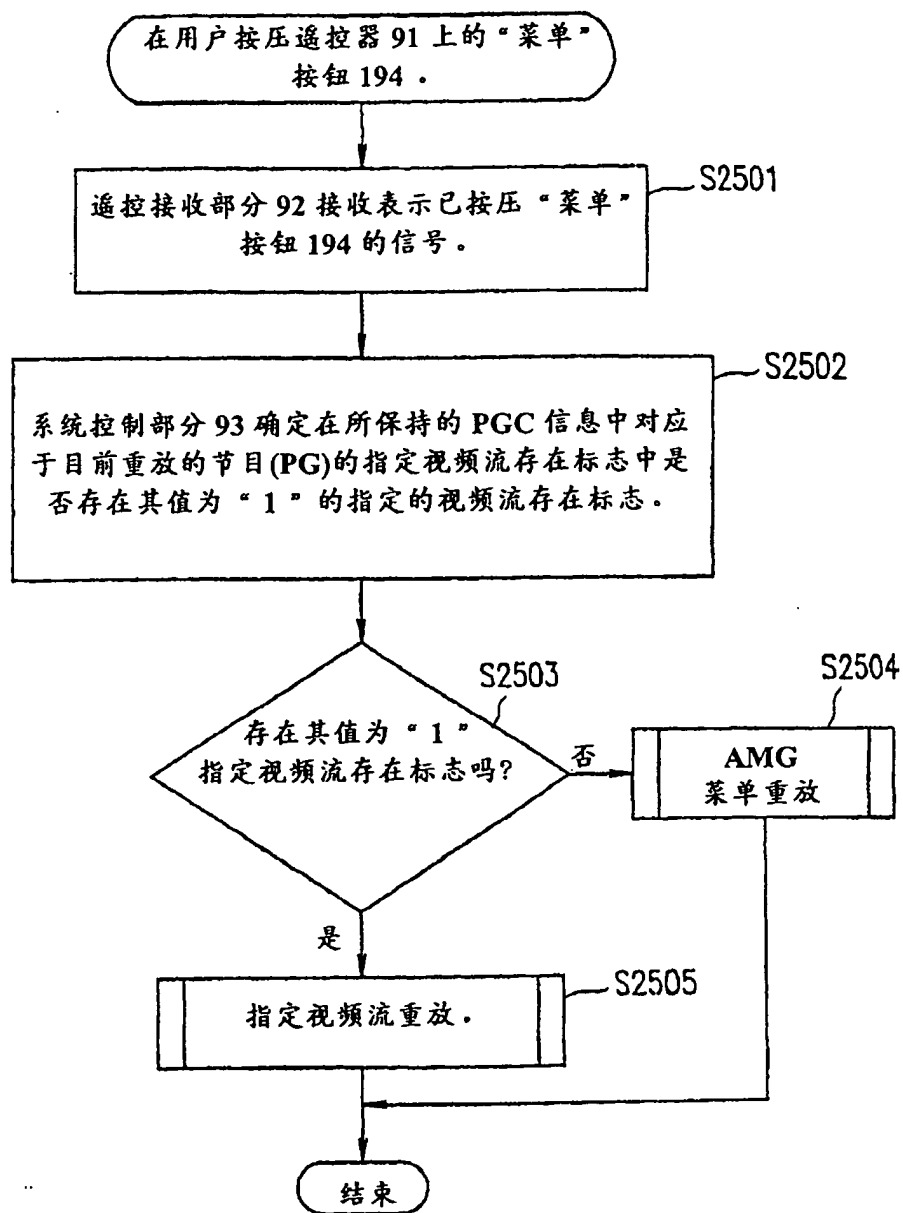 在用户按压遥控器 91 上的“菜单”
按钮 194 .
遥控接收部分 92 接收表示已按压“菜单”
按钮 194 的信号。
S2501
系统控制部分 93 确定在所保持的 PGC 信息中对应
于目前重放的节目(PG)的指定视频流存在标志中是
否存在其值为“1”的指定的视频流存在标志。
S2502
S2503
存在其值为“1”
指定视频流存在标志吗?
否
S2504
AMG
菜单重放
是
指定视频流重放.
S2505
结束